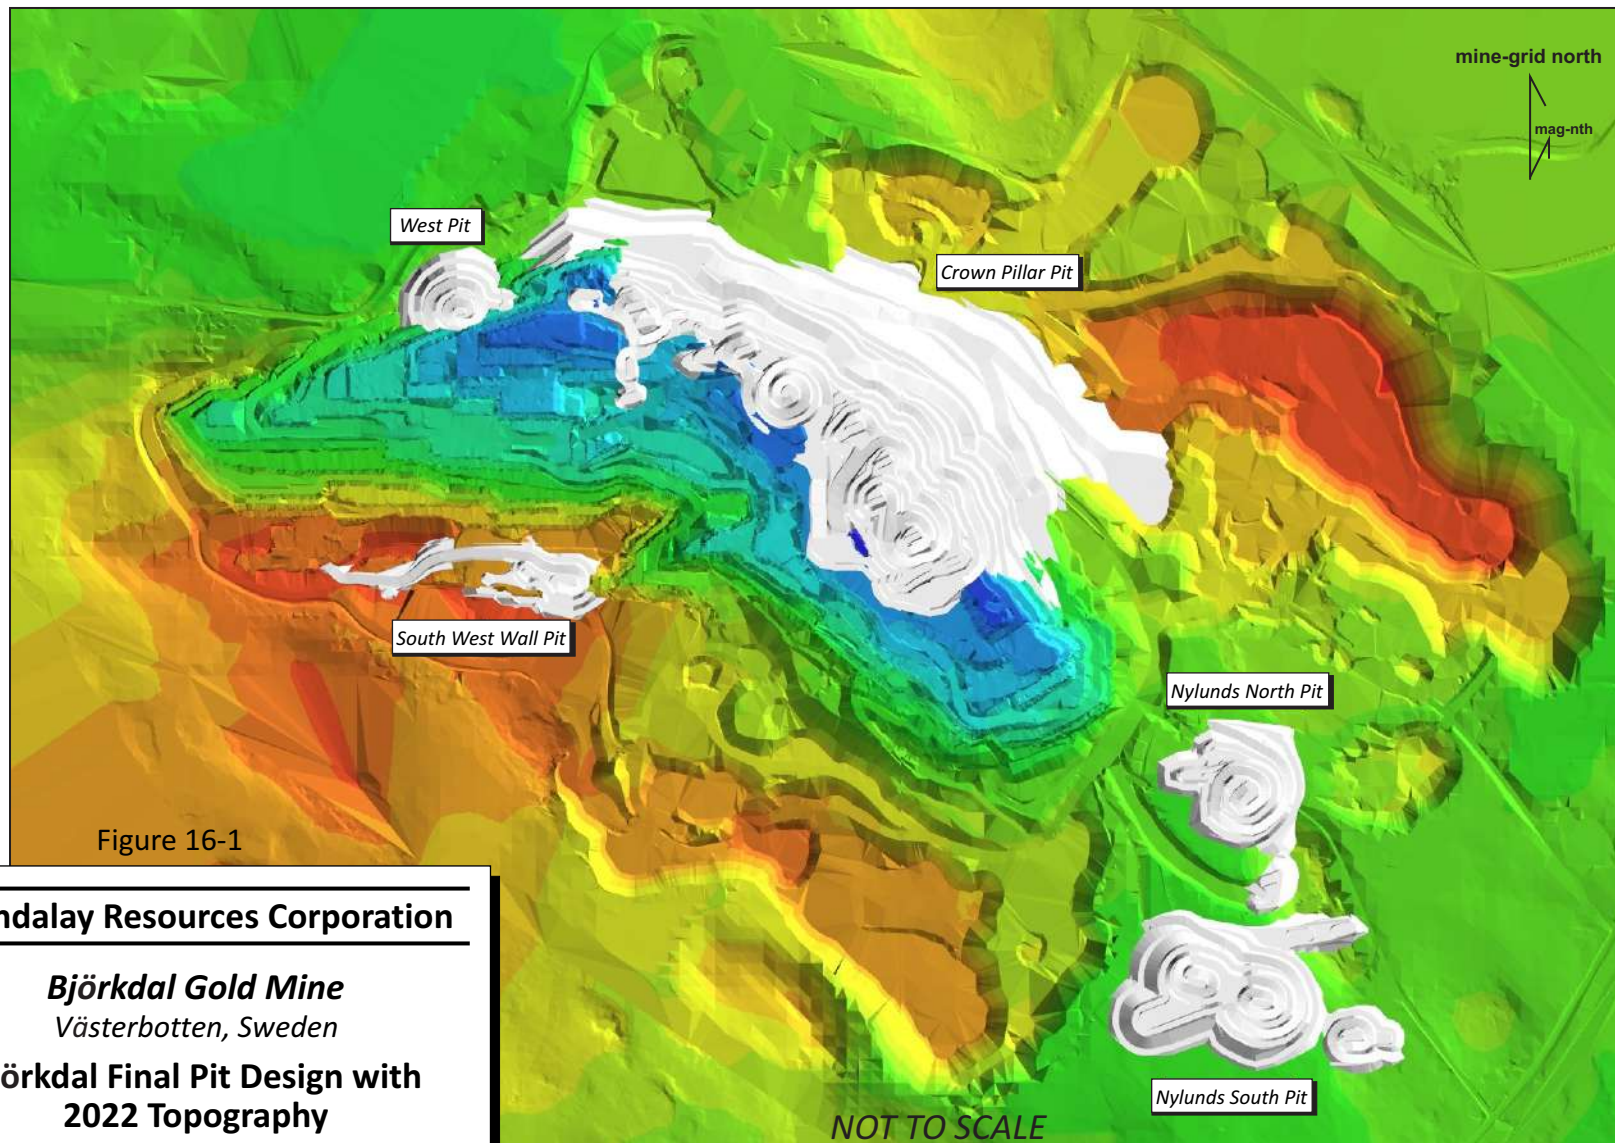 mine-grid north
mag-nth
West Pit
Crown Pillar Pit
South West Wall Pit
Nylunds North Pit
Nylunds South Pit
Figure 16-1
ndalay Resources Corporation
Björkdal Gold Mine
Västerbotten, Sweden
örkdal Final Pit Design with
2022 Topography
NOT TO SCALE